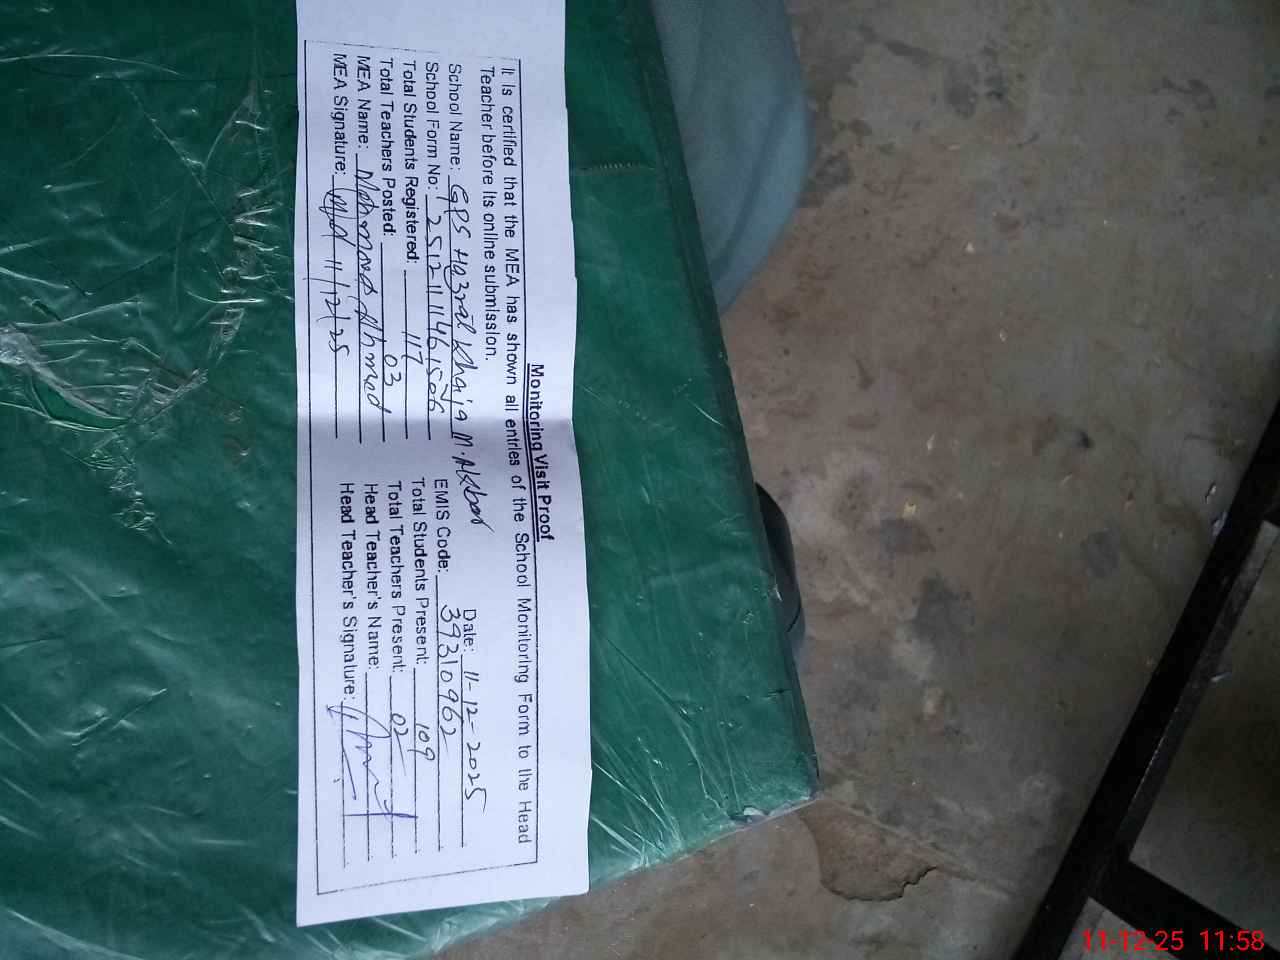 Monitoring Visit Proof
It is certified that the MEA has shown all entries of the School Monitoring Form to the Head
Teacher before its online submission.
Date: 11-12-2025
School Name: GPS Hazrat Khaja M. Akbar
School Form No: EMIS Code: 39310962
Total Students Registered: 117 Total Students Present: 109
Total Teachers Posted: 03 Total Teachers Present: 02
MEA Name: Mohammad Ahmed Head Teacher's Name:
MEA Signature: 11/12/25 Head Teacher's Signature:
11-12-25 11:58